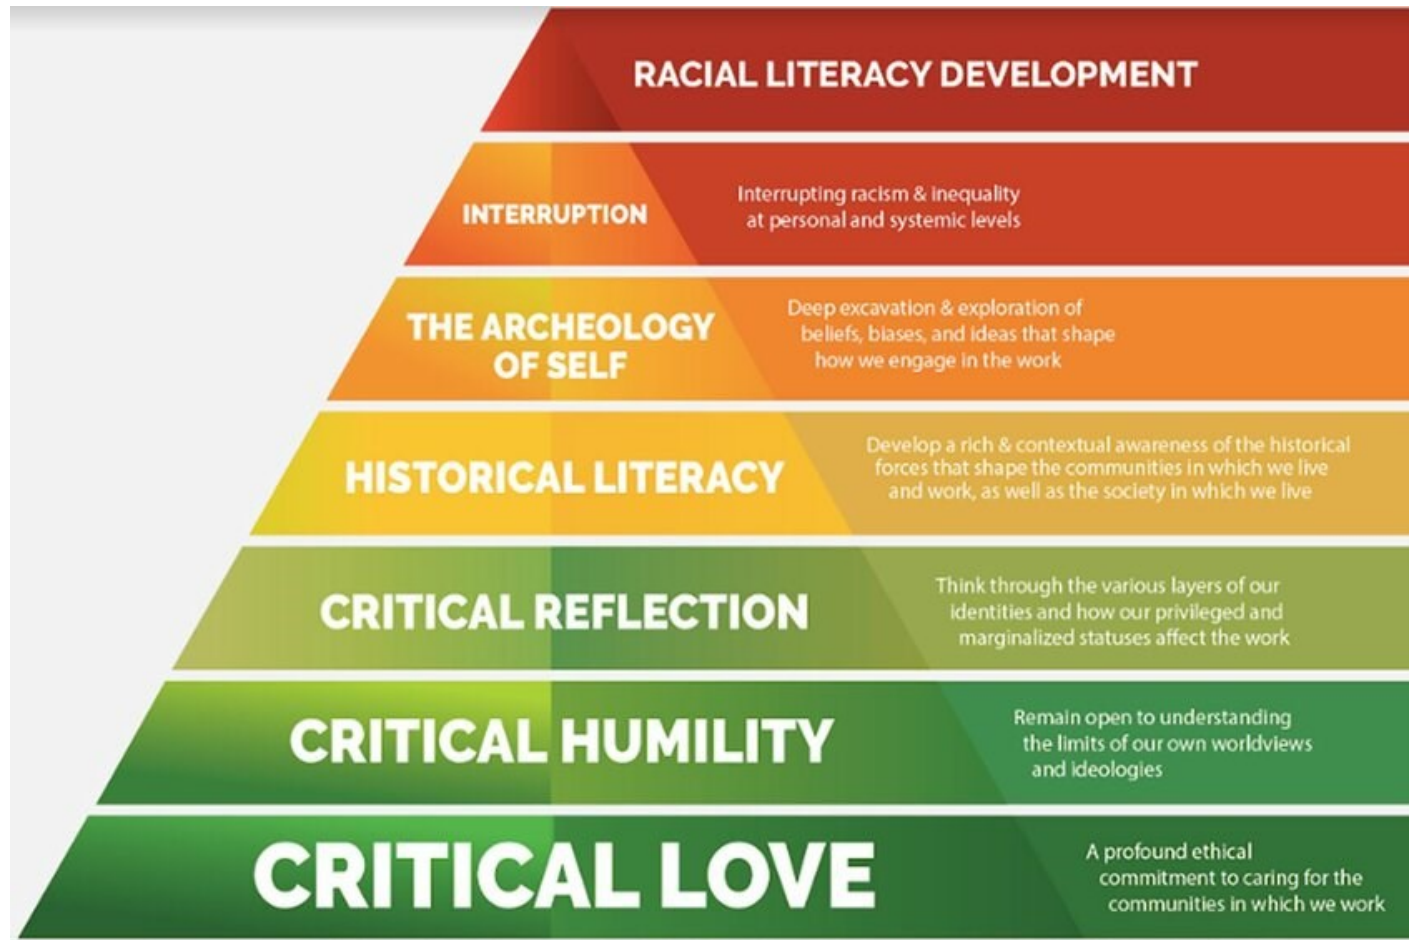 RACIAL LITERACY DEVELOPMENT
INTERRUPTION
Interrupting racism & inequality
at personal and systemic levels
THE ARCHEOLOGY
OF SELF
Deep excavation & exploration of
beliefs, biases, and ideas that shape
how we engage in the work
HISTORICAL LITERACY
Develop a rich & contextual awareness of the historical
forces that shape the communities in which we live
and work, as well as the society in which we live
CRITICAL REFLECTION
Think through the various layers of our
identities and how our privileged and
marginalized statuses affect the work
CRITICAL HUMILITY
Remain open to understanding
the limits of our own worldviews
and ideologies
CRITICAL LOVE
A profound ethical
commitment to caring for the
communities in which we work